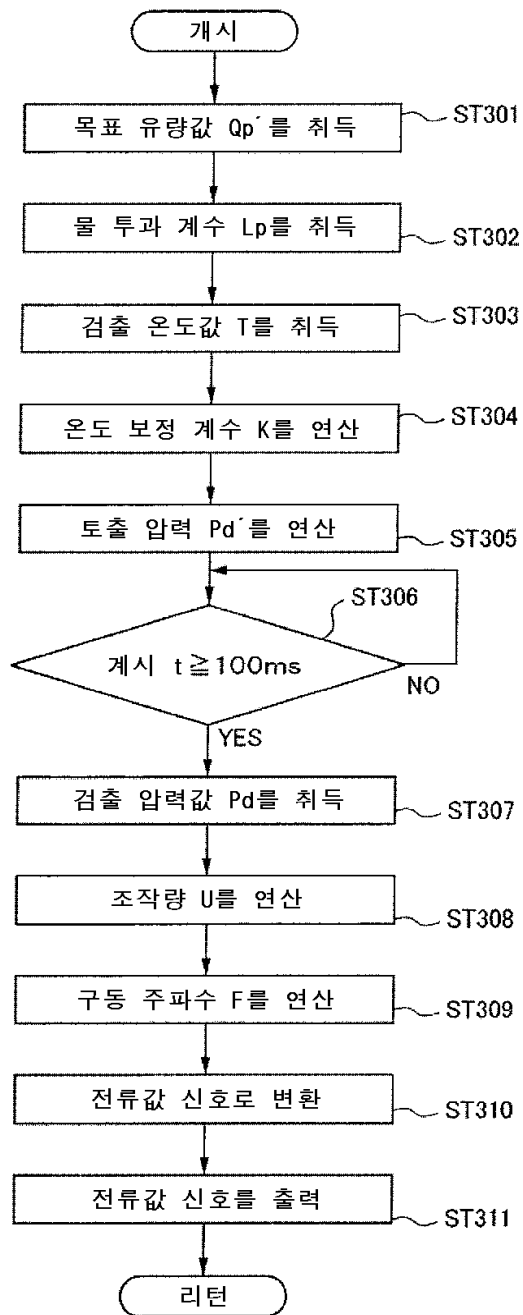 개시
목표 유량값 Qp´를 취득
ST301
물 투과 계수 Lp를 취득
ST302
검출 온도값 T를 취득
ST303
온도 보정 계수 K를 연산
ST304
토출 압력 Pd´를 연산
ST305
ST306
계시 t≧100ms
NO
YES
검출 압력값 Pd를 취득
ST307
조작량 U를 연산
ST308
구동 주파수 F를 연산
ST309
전류값 신호로 변환
ST310
전류값 신호를 출력
ST311
리턴